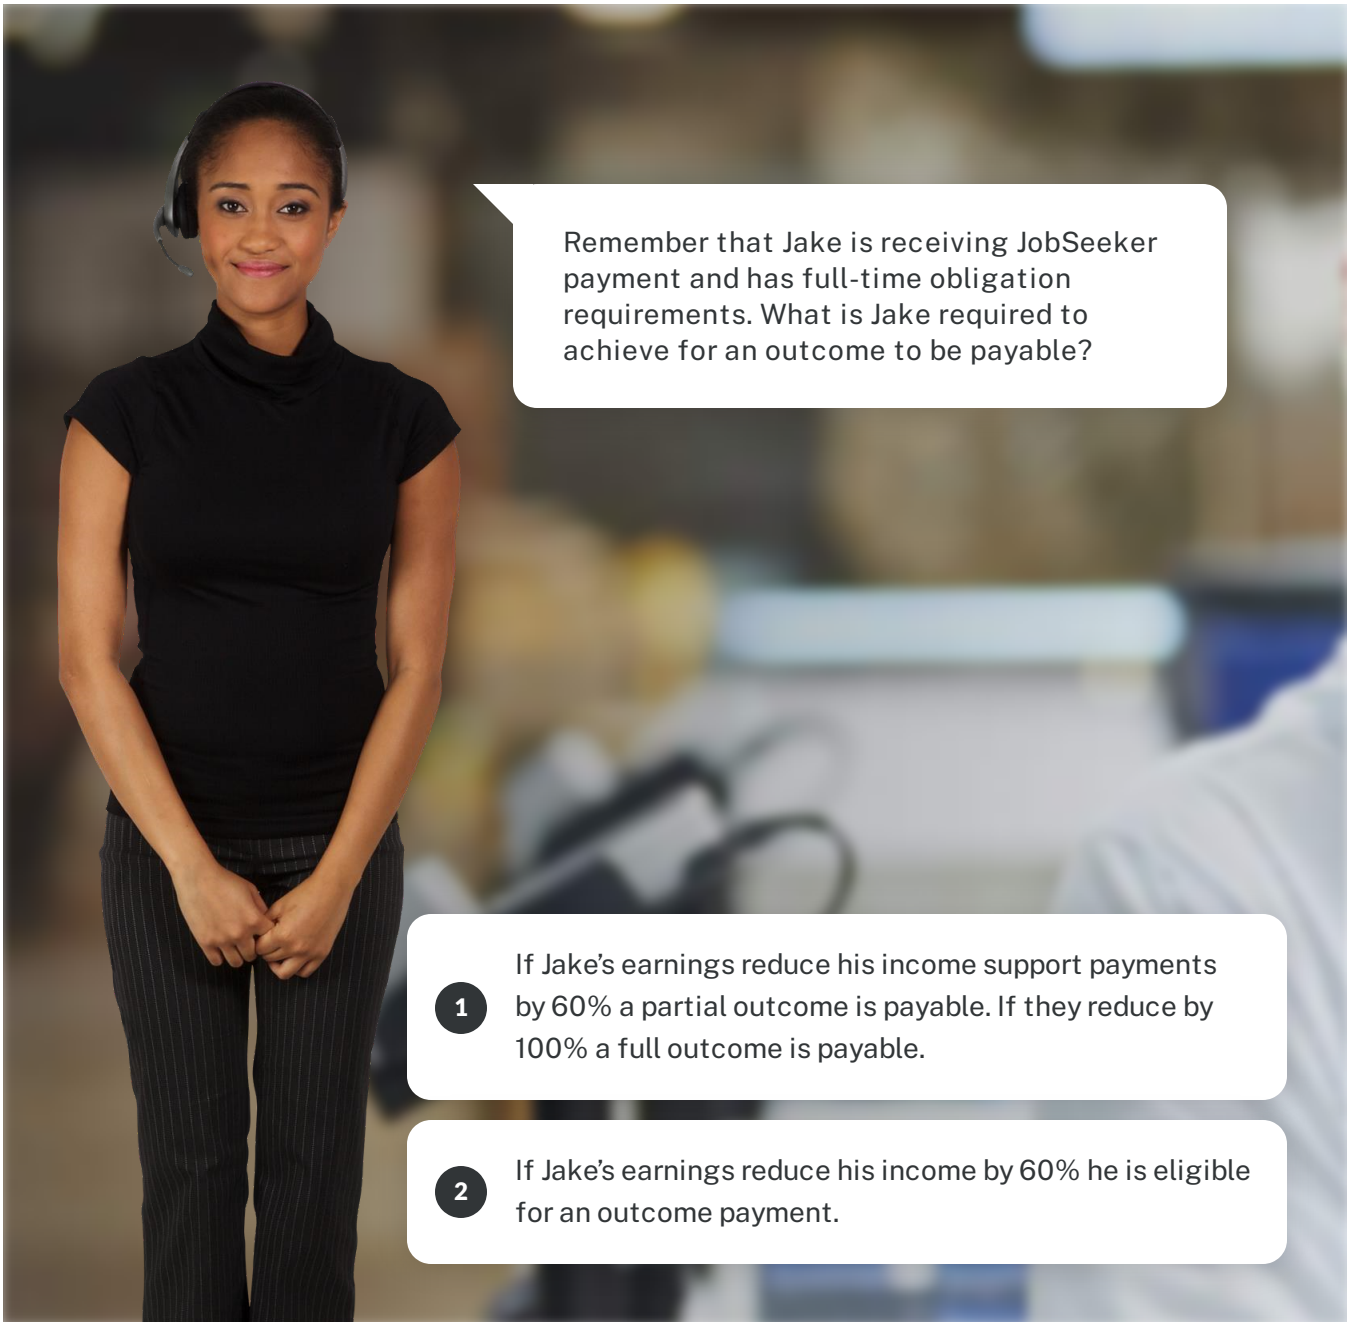 Remember that Jake is receiving JobSeeker
payment and has full-time obligation
requirements. What is Jake required to
achieve for an outcome to be payable?
1
If Jake’s earnings reduce his income support payments
by 60% a partial outcome is payable. If they reduce by
100% a full outcome is payable.
2
If Jake’s earnings reduce his income by 60% he is eligible
for an outcome payment.